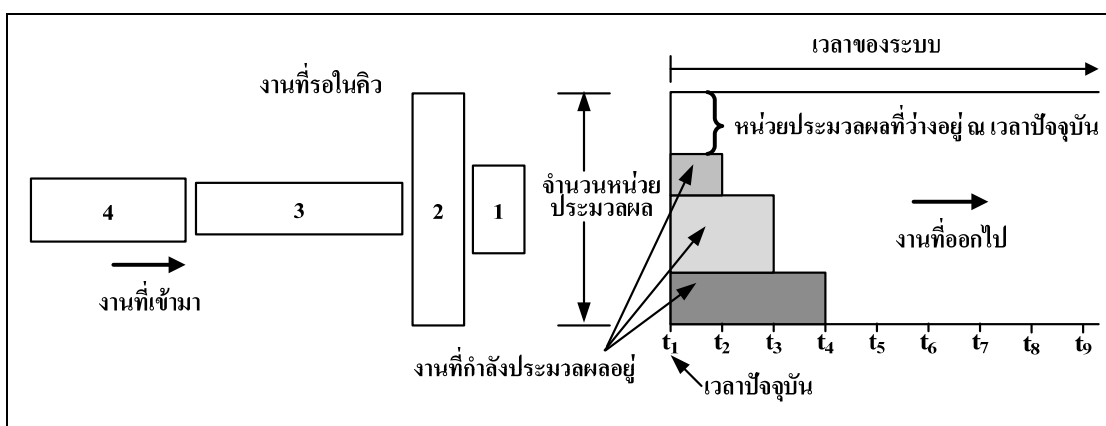 เวลาของระบบ
งานที่รอในคิว
หน่วยประมวลผลที่ว่างอยู่ ณ เวลาปัจจุบัน
4
3
2
1
จำนวนหน่วย
ประมวลผล
งานที่ออกไป
งานที่เข้ามา
t1 t2 t3 t4 t5 t6 t7 t8 t9
งานที่กำลังประมวลผลอยู่
เวลาปัจจุบัน